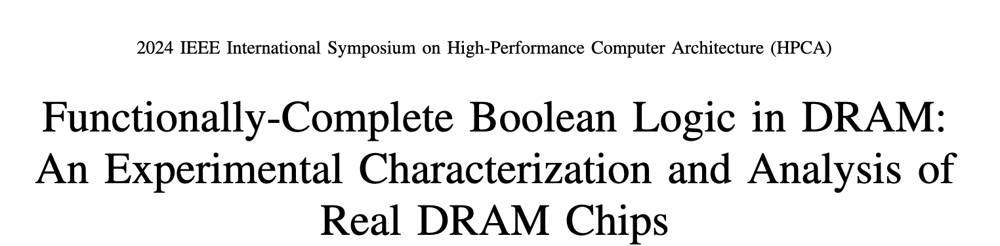 2024 IEEE International Symposium on High-Performance Computer Architecture (HPCA)
Functionally-Complete Boolean Logic in DRAM:
An Experimental Characterization and Analysis of
Real DRAM Chips